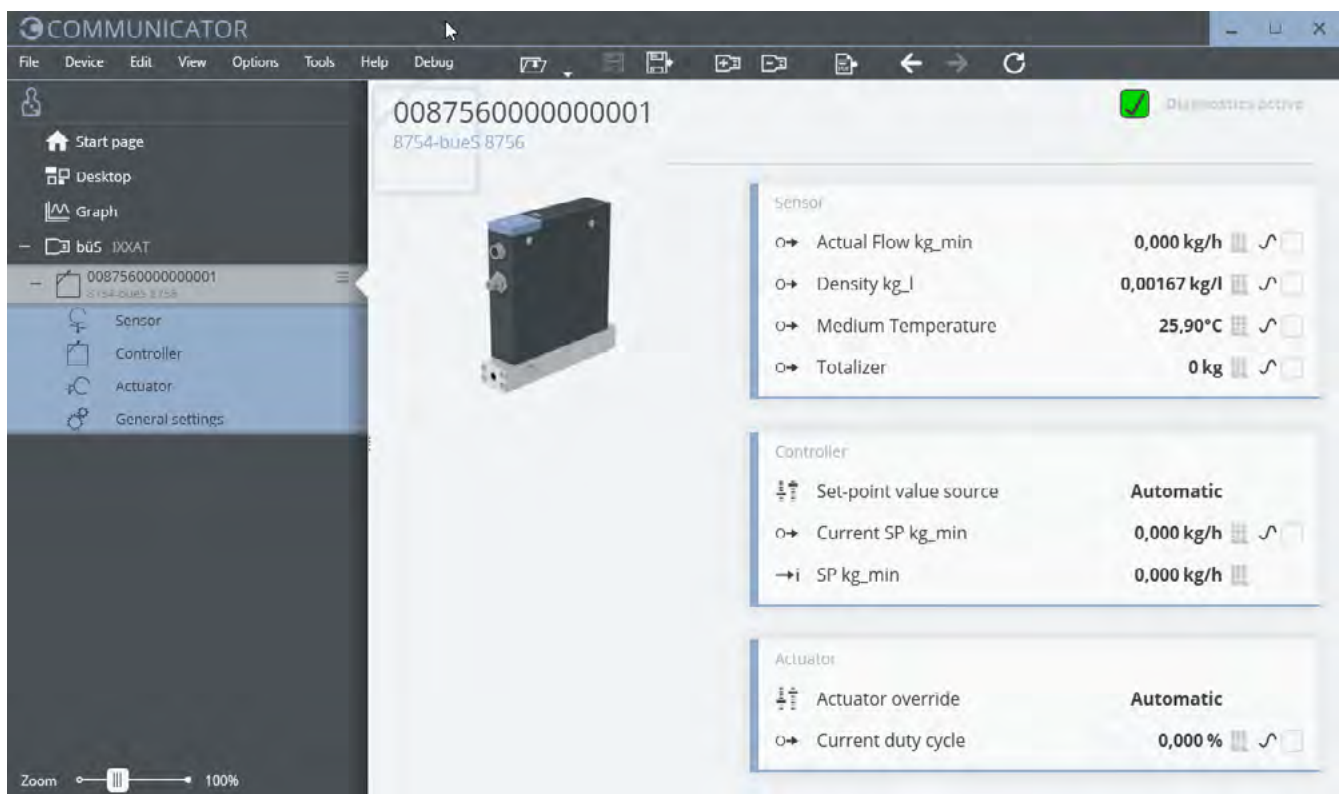 COMMUNICATOR
File Device Edit View Options Tools Help Debug
Start page
Desktop
Graph
büS IXXAT
0087560000000001
8754-bueS 8756
Sensor
Controller
Actuator
General settings
Zoom 100%
0087560000000001
8754-bueS 8756
Diagnostics active
Sensor
Actual Flow kg_min 0,000 kg/h
Density kg_l 0,00167 kg/l
Medium Temperature 25,90°C
Totalizer 0 kg
Controller
Set-point value source Automatic
Current SP kg_min 0,000 kg/h
SP kg_min 0,000 kg/h
Actuator
Actuator override Automatic
Current duty cycle 0,000 %